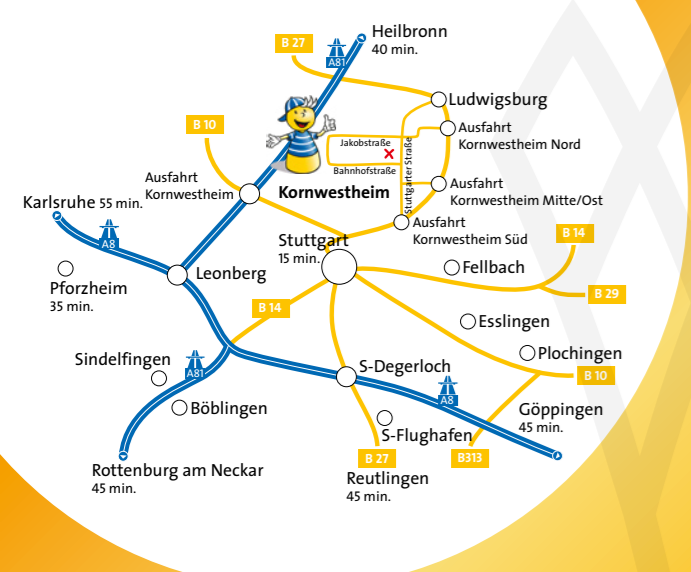 Heilbronn
40 min.
B 27
A81
Ludwigsburg
B 10
Ausfahrt
Kornwestheim Nord
Jakobstraße
Stuttgarter Straße
Bahnhofstraße
Ausfahrt
Kornwestheim
Kornwestheim
Ausfahrt
Kornwestheim Mitte/Ost
Karlsruhe 55 min.
A8
Ausfahrt
Kornwestheim Süd
B 14
Stuttgart
15 min.
Leonberg
Fellbach
Pforzheim
35 min.
B 29
B 14
Esslingen
Sindelfingen
A81
S-Degerloch
Plochingen
B 10
A8
Böblingen
Göppingen
45 min.
S-Flughafen
B 27
B313
Rottenburg am Neckar
45 min.
Reutlingen
45 min.